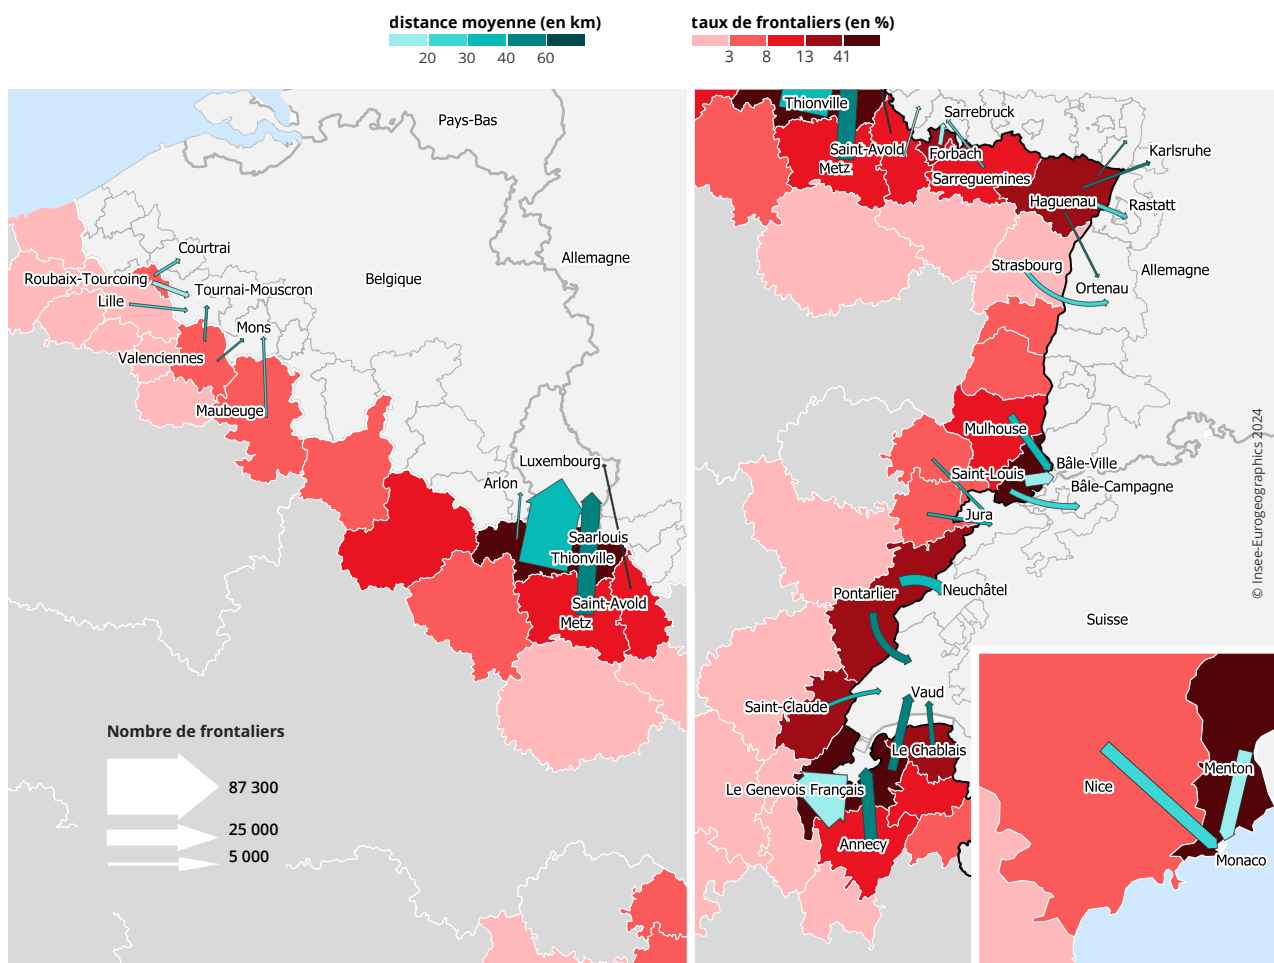 distance moyenne (en km)
20 30 40 60
taux de frontaliers (en %)
3 8 13 41
Pays-Bas
Courtrai
Allemagne
Roubaix-Tourcoing
Belgique
Tournai-Mouscron
Lille
Mons
Valenciennes
Maubeuge
Luxembourg
Arlon
Saarlouis
Thionville
Saint-Avold
Metz
Nombre de frontaliers
87 300
25 000
5 000
Thionville
Sarrebruck
Saint-Avold
Forbach
Karlsruhe
Metz
Sarreguemines
Haguenau
Rastatt
Strasbourg
Allemagne
Ortenau
Mulhouse
Saint-Louis
Bâle-Ville
Bâle-Campagne
Jura
Pontarlier
Neuchâtel
Suisse
Vaud
Saint-Claude
Le Chablais
Le Genevois Français
Annecy
Nice
Menton
Monaco
© Insee-Eurogeographics 2024